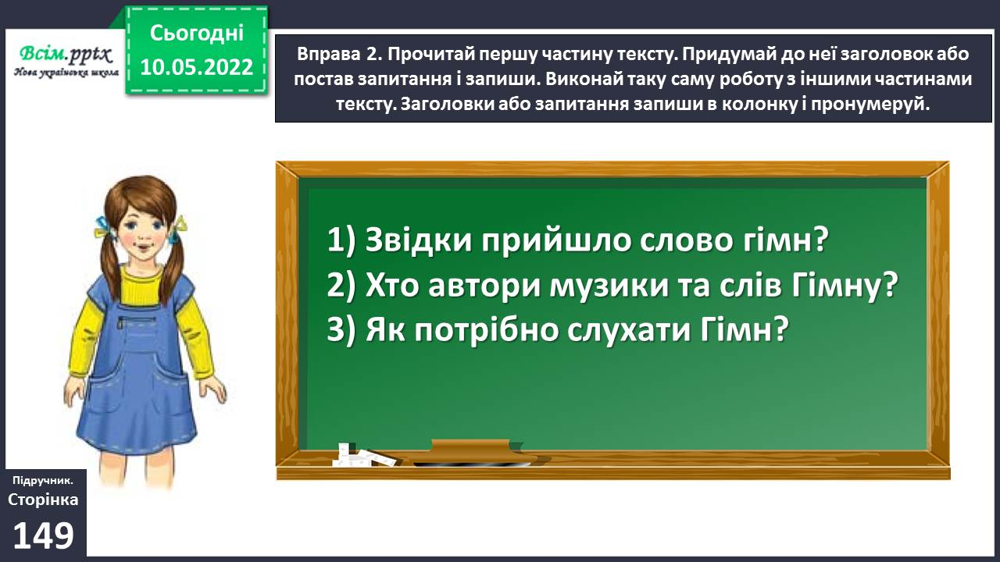 Всім.pptx
Нова українська школа
Сьогодні
10.05.2022
Вправа 2. Прочитай першу частину тексту. Придумай до неї заголовок або
постав запитання і запиши. Виконай таку саму роботу з іншими частинами
тексту. Заголовки або запитання запиши в колонку і пронумеруй.
1) Звідки прийшло слово гімн?
2) Хто автори музики та слів Гімну?
3) Як потрібно слухати Гімн?
Підручник.
Сторінка
149